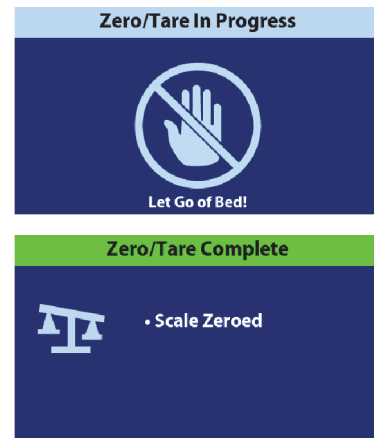 Zero/Tare In Progress
Let Go of Bed!
Zero/Tare Complete
• Scale Zeroed